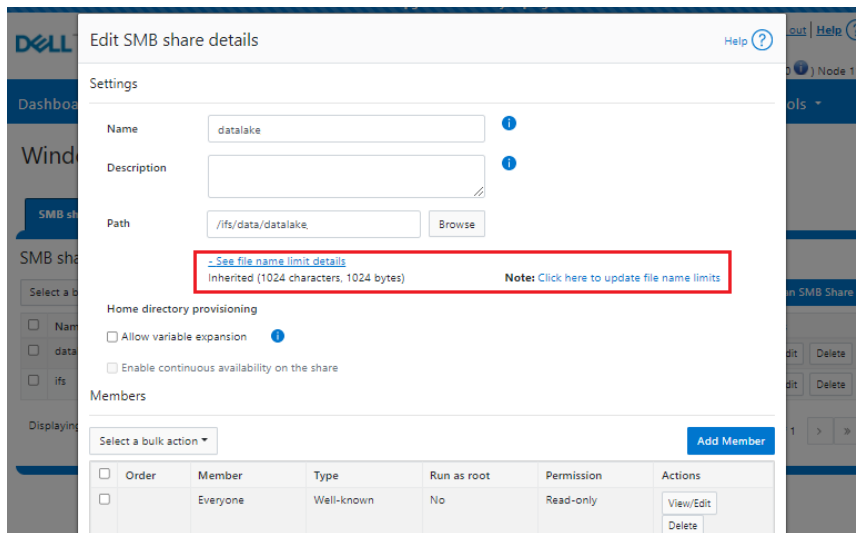 DELL
Edit SMB share details
Help ?
out | Help
) Node 1
Settings
Dashboa
ols
Name
datalake
Wind
Description
SMB sh
Path
/ifs/data/datalake,
Browse
SMB sha
- See file name limit details
Inherited (1024 characters, 1024 bytes)
Note: Click here to update file name limits
Select a b
an SMB Share
Home directory provisioning
Nam
Allow variable expansion
data
dit Delete
Enable continuous availability on the share
ifs
dit Delete
Members
Displaying
1 > »
Select a bulk action
Add Member
Order Member Type Run as root Permission Actions
Everyone Well-known No Read-only View/Edit
Delete